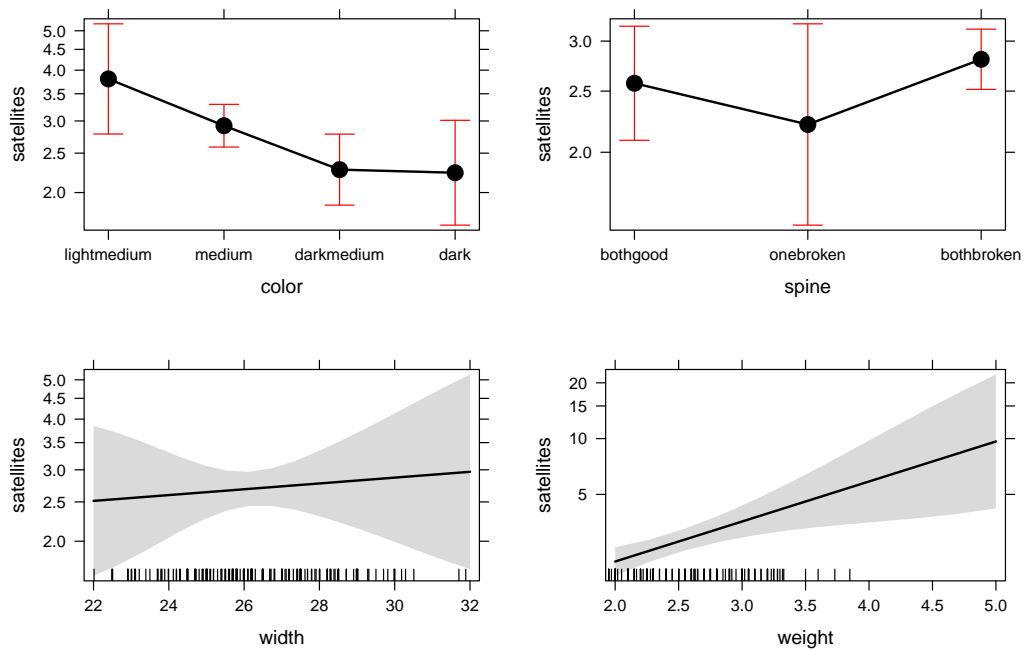 satellites
5.0
4.5
4.0
3.5
3.0
2.5
2.0
lightmedium medium darkmedium dark
color
satellites
3.0
2.5
2.0
bothgood onebroken bothbroken
spine
satellites
5.0
4.5
4.0
3.5
3.0
2.5
2.0
22 24 26 28 30 32
width
satellites
20
15
10
5
2.0 2.5 3.0 3.5 4.0 4.5 5.0
weight